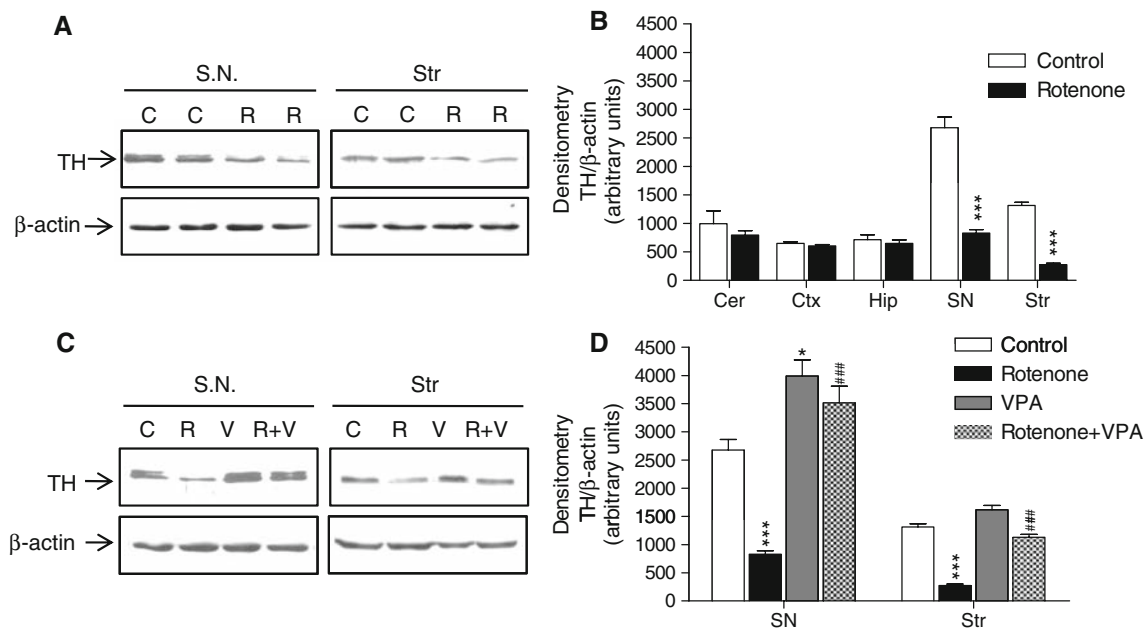 A
S.N.
Str
C C R R
C C R R
TH
β-actin
B
4500
4000
3500
3000
2500
2000
1500
1000
500
0
Densitometry
TH/β-actin
(arbitrary units)
Control
Rotenone
***
***
Cer Ctx Hip SN Str
C
S.N.
Str
C R V R+V
C R V R+V
TH
β-actin
D
4500
4000
3500
3000
2500
2000
1500
1000
500
0
Densitometry
TH/β-actin
(arbitrary units)
Control
Rotenone
VPA
Rotenone+VPA
***
*
###
***
###
SN Str